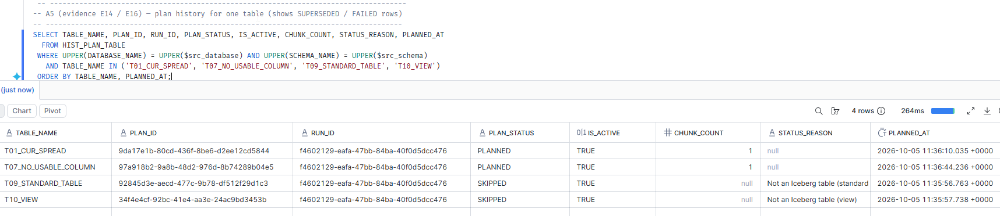 -- -------------------------------------------------------------------------------
-- A5 (evidence E14 / E16) — plan history for one table (shows SUPERSEDED / FAILED rows)
-- -------------------------------------------------------------------------------
SELECT TABLE_NAME, PLAN_ID, RUN_ID, PLAN_STATUS, IS_ACTIVE, CHUNK_COUNT, STATUS_REASON, PLANNED_AT
FROM HIST_PLAN_TABLE
WHERE UPPER(DATABASE_NAME) = UPPER($src_database) AND UPPER(SCHEMA_NAME) = UPPER($src_schema)
AND TABLE_NAME IN ('T01_CUR_SPREAD', 'T07_NO_USABLE_COLUMN', 'T09_STANDARD_TABLE', 'T10_VIEW')
ORDER BY TABLE_NAME, PLANNED_AT;
(just now)
Chart Pivot 4 rows 264ms
TABLE_NAME PLAN_ID RUN_ID PLAN_STATUS IS_ACTIVE CHUNK_COUNT STATUS_REASON PLANNED_AT
T01_CUR_SPREAD 9da17e1b-80cd-436f-8be6-d2ee12cd5844 f4602129-eafa-47bb-84ba-40f0d5dcc476 PLANNED TRUE 1 null 2026-10-05 11:36:10.035 +0000
T07_NO_USABLE_COLUMN 97a918b2-9a8b-48d2-976d-8b74289b04e5 f4602129-eafa-47bb-84ba-40f0d5dcc476 PLANNED TRUE 1 null 2026-10-05 11:36:44.236 +0000
T09_STANDARD_TABLE 92845d3e-aecd-477c-9b78-df512f29d1c3 f4602129-eafa-47bb-84ba-40f0d5dcc476 SKIPPED TRUE null Not an Iceberg table (standard 2026-10-05 11:35:56.763 +0000
T10_VIEW 34f4e4cf-92bc-41e4-aa3e-24ac9bd3453b f4602129-eafa-47bb-84ba-40f0d5dcc476 SKIPPED TRUE null Not an Iceberg table (view) 2026-10-05 11:35:57.738 +0000